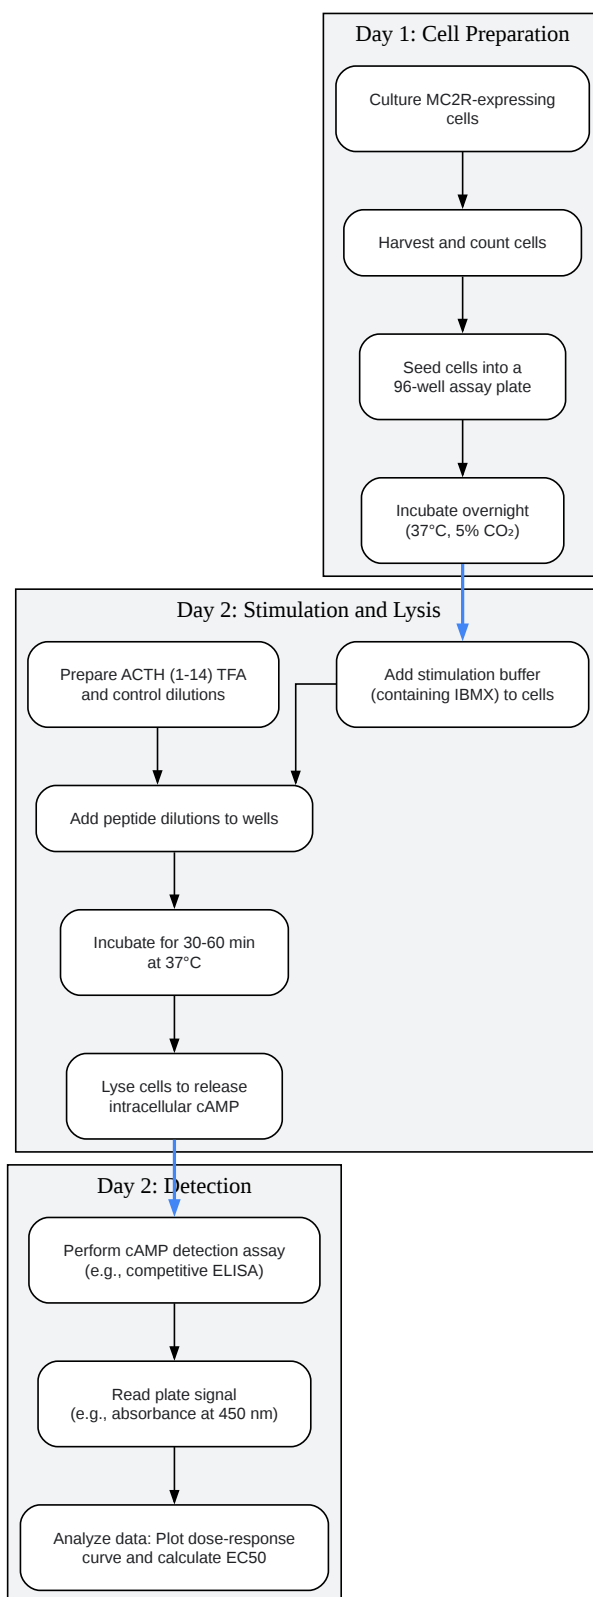 Day 1: Cell Preparation
Culture MC2R-expressing
cells
Harvest and count cells
Seed cells into a
96-well assay plate
Incubate overnight
(37°C, 5% CO₂)
Day 2: Stimulation and Lysis
Prepare ACTH (1-14) TFA
and control dilutions
Add stimulation buffer
(containing IBMX) to cells
Add peptide dilutions to wells
Incubate for 30-60 min
at 37°C
Lyse cells to release
intracellular cAMP
Day 2: Detection
Perform cAMP detection assay
(e.g., competitive ELISA)
Read plate signal
(e.g., absorbance at 450 nm)
Analyze data: Plot dose-response
curve and calculate EC50